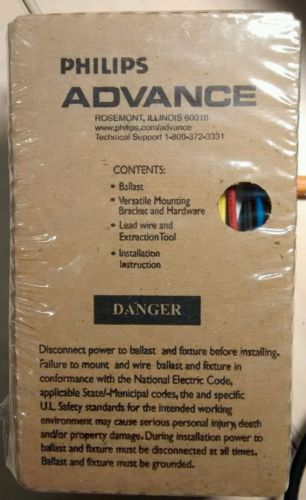 PHILIPS
ADVANCE
ROSEMONT, ILLINOIS 60018
www.philips.com/advance
Technical Support 1-800-372-3331
CONTENTS:
• Ballast
• Versatile Mounting
Bracket and Hardware
• Lead wire and
Extraction Tool
• Installation
Instruction
DANGER
Disconnect power to ballast and fixture before installing.
Failure to mount and wire ballast and fixture in
conformance with the National Electric Code,
applicable State/-Municipal codes, the and specific
U.L. Safety standards for the intended working
environment may cause serious personal injury, death
and/or property damage. During installation power to
ballast and fixture must be disconnected at all times.
Ballast and fixture must be grounded.